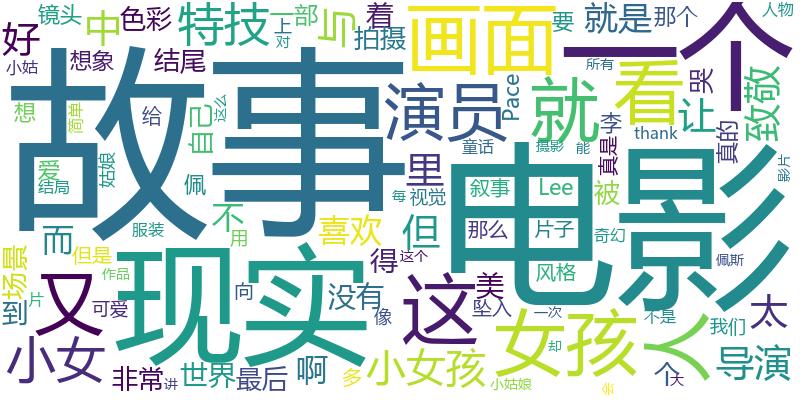 镜头
中
色彩
特技
一部
上
对
与
着
拍摄
画面
要
就是
那个
人物
一个
好
小姑
想象
结尾
故事
演员
就
看
所有
哭
让
致敬
想
简单
给
自己
这么
Pace
李
thank
真是
真的
爱
姑娘
结局
佩
里
童话
摄影
能
电影
影片
每
视觉
叙事
Lee
被
服装
不
用
喜欢
但
那么
片子
奇幻
而
但是
作品
得
这个
风格
佩斯
场景
现实
到
片
又
可爱
向
没有
像
这
美
坠入
一次
不是
我们
太
人
小女
非常
讲
世界
最后
啊
多
小女孩
小姑娘
女孩
却
个
大
导演